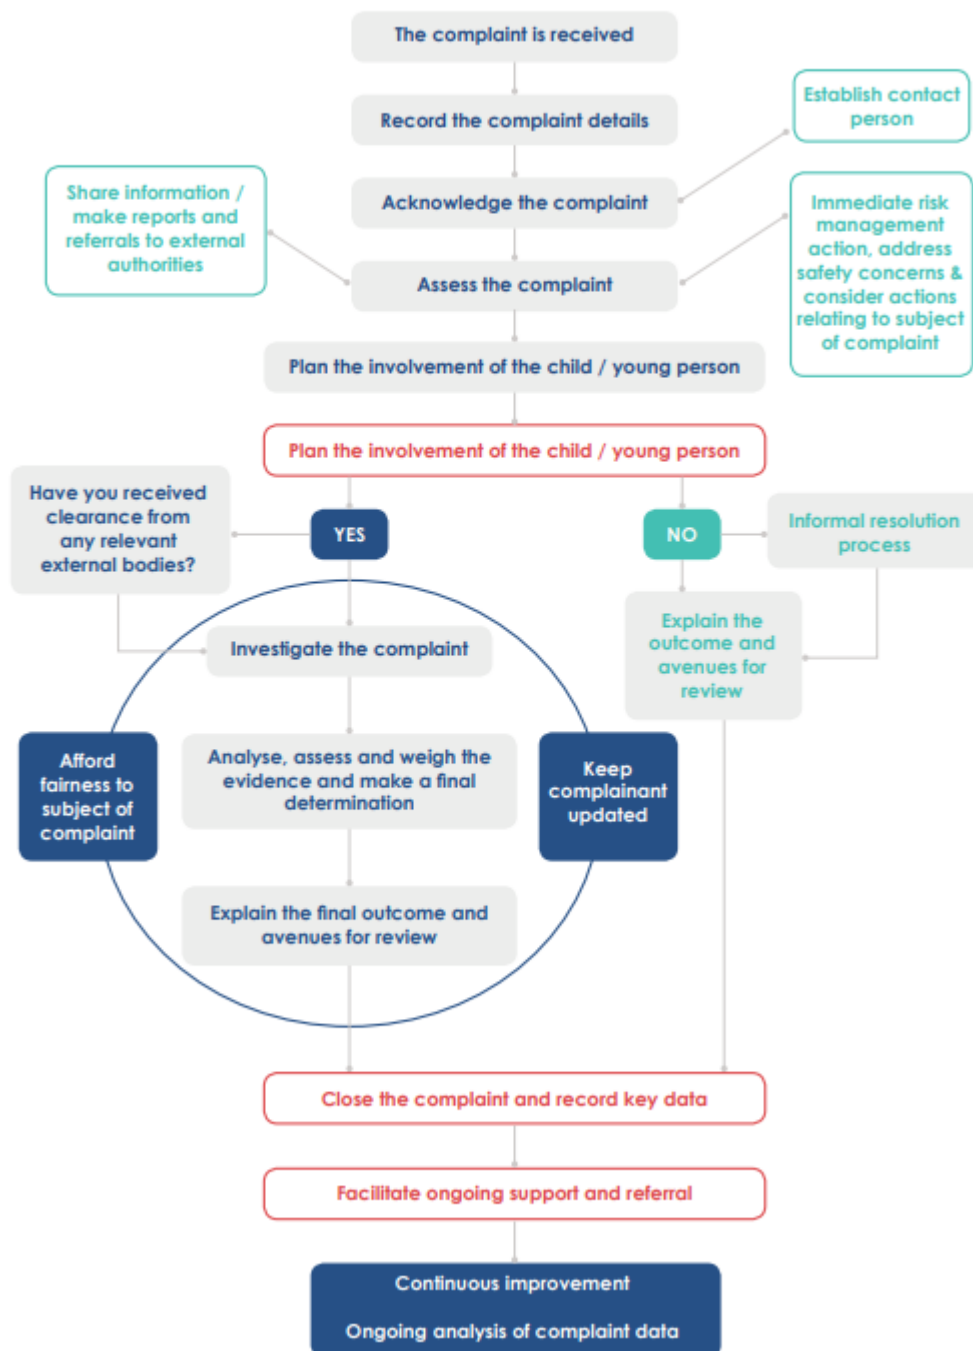 The complaint is received
Establish contact
person
Record the complaint details
Share information /
make reports and
referrals to external
authorities
Acknowledge the complaint
Immediate risk
management
action, address
safety concerns &
consider actions
relating to subject
of complaint
Assess the complaint
Plan the involvement of the child / young person
Plan the involvement of the child / young person
Have you received
clearance from
any relevant
external bodies?
YES
NO
Informal resolution
process
Investigate the complaint
Explain the
outcome and
avenues for
review
Afford
fairness to
subject of
complaint
Analyse, assess and weigh the
evidence and make a final
determination
Keep
complainant
updated
Explain the final outcome and
avenues for review
Close the complaint and record key data
Facilitate ongoing support and referral
Continuous improvement
Ongoing analysis of complaint data